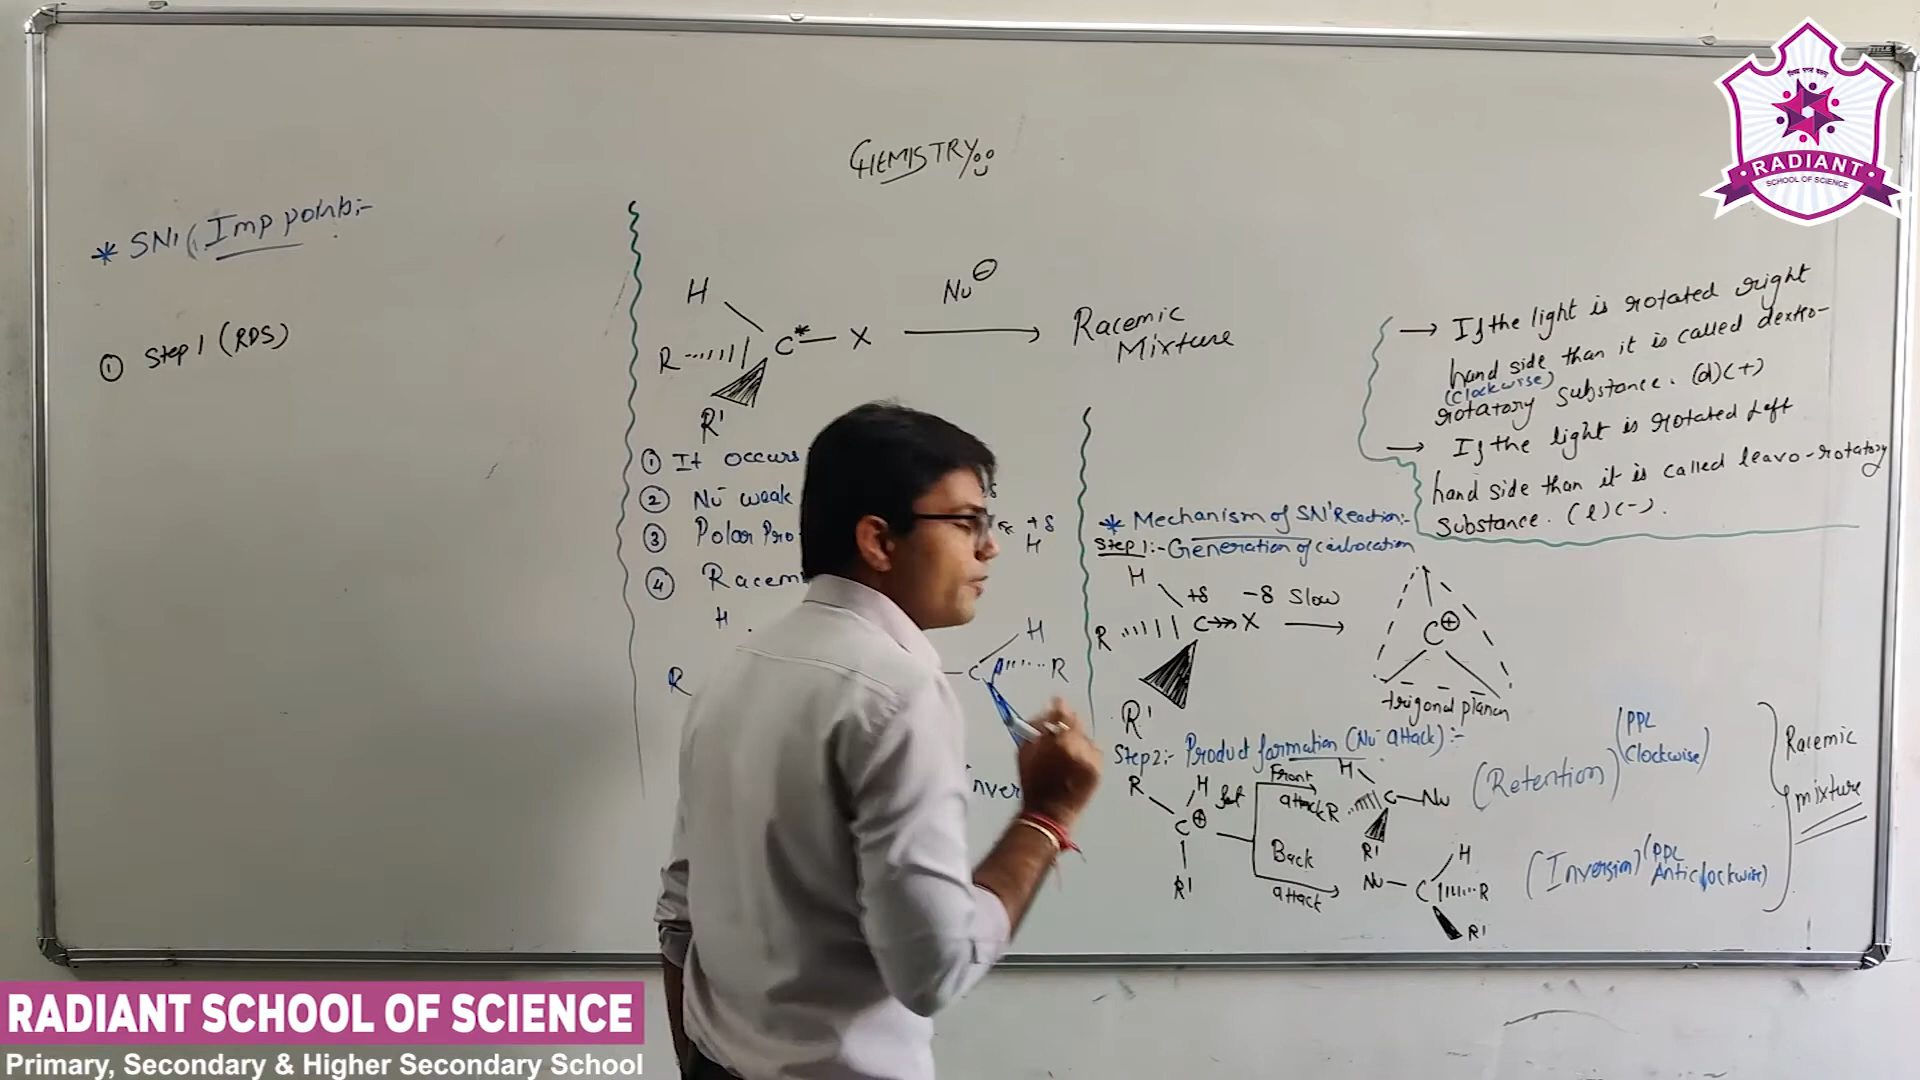 CHEMISTRY
* SN1 (Imp points:-
① Step 1 (RDS)
H
R
C* — X
R'
Nu⊖
Racemic
Mixture
① It occurs
② Nu weak
③ Polar Pro
+δ
H
④ Racem
H
R
C
H
R
Inver
→ If the light is rotated right
hand side than it is called dextro-
(Clockwise)
rotatory substance. (d)(+)
→ If the light is rotated left
hand side than it is called leavo-rotatory
substance. (l)(-).
* Mechanism of SN1 Reaction:-
Step 1:- Generation of carbocation
H
+δ -δ Slow
R C X
R'
C⊕
trigonal planar
Step 2:- Product formation (Nu- attack):-
R H fast
C⊕
R'
Front
attack
H
R C — Nu
R'
(Retention)
(PPL
Clockwise)
Back
attack
Nu — C
H
R
R'
(Inversion)
(PPL
Anticlockwise)
Racemic
mixture
RADIANT
SCHOOL OF SCIENCE
RADIANT SCHOOL OF SCIENCE
Primary, Secondary & Higher Secondary School